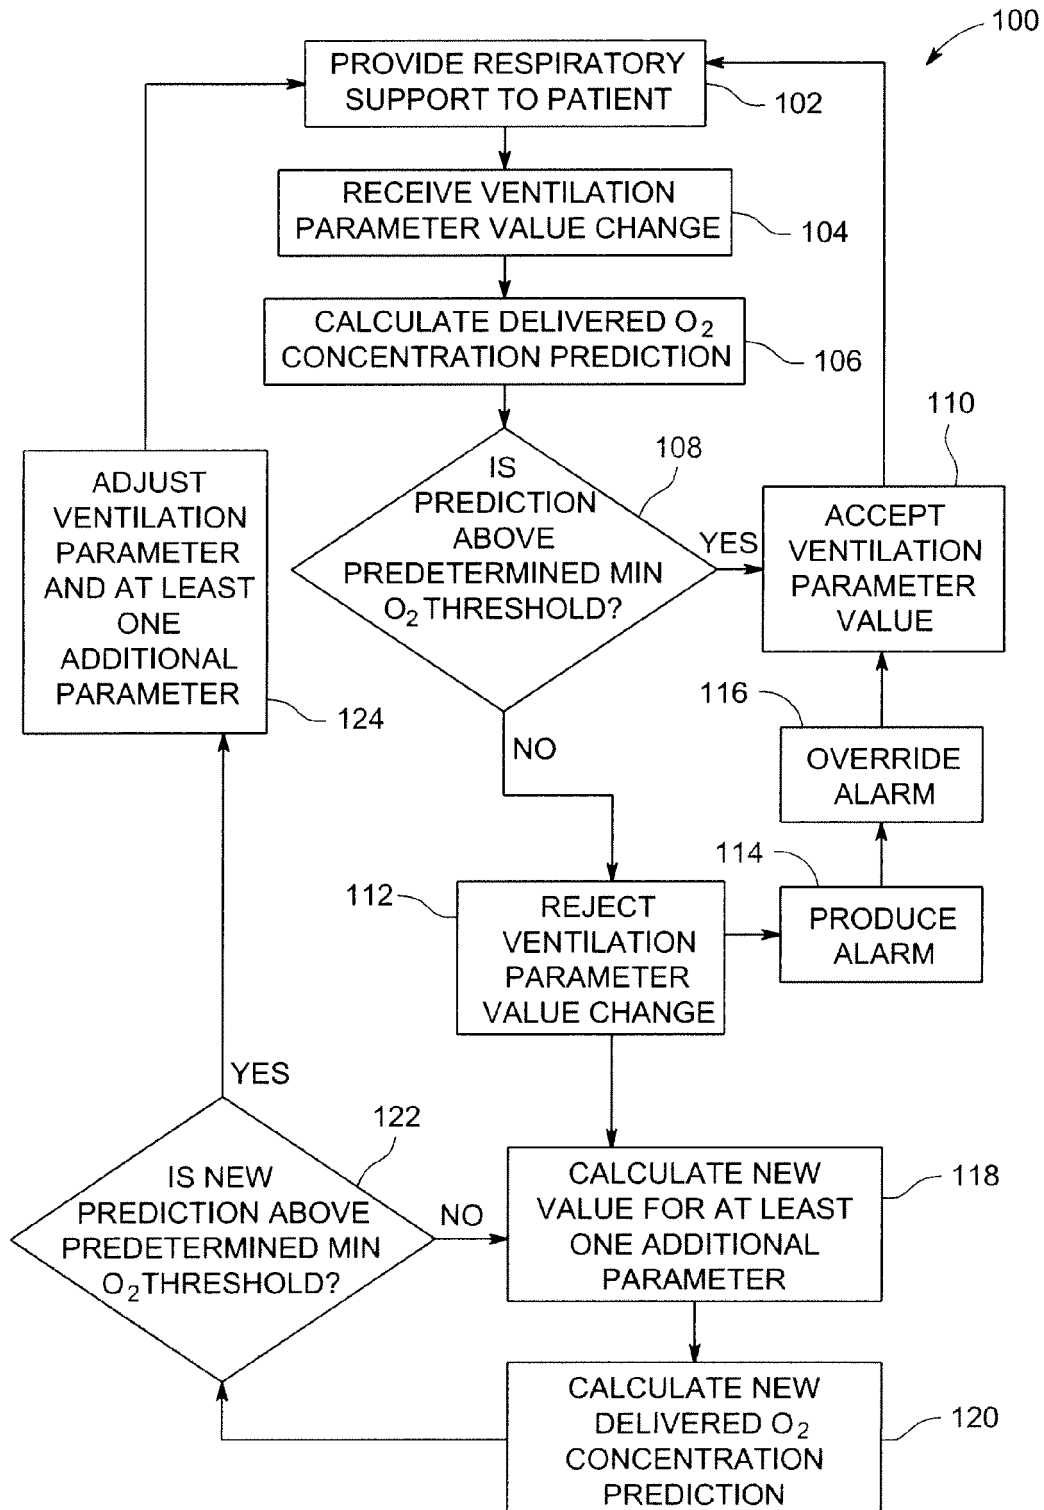 100
PROVIDE RESPIRATORY
SUPPORT TO PATIENT
102
RECEIVE VENTILATION
PARAMETER VALUE CHANGE
104
CALCULATE DELIVERED O2
CONCENTRATION PREDICTION
106
IS
PREDICTION
ABOVE
PREDETERMINED MIN
O2 THRESHOLD?
108
YES
110
ACCEPT
VENTILATION
PARAMETER
VALUE
ADJUST
VENTILATION
PARAMETER
AND AT LEAST
ONE
ADDITIONAL
PARAMETER
124
NO
116
OVERRIDE
ALARM
114
PRODUCE
ALARM
112
REJECT
VENTILATION
PARAMETER
VALUE CHANGE
YES
122
IS NEW
PREDICTION ABOVE
PREDETERMINED MIN
O2 THRESHOLD?
NO
CALCULATE NEW
VALUE FOR AT LEAST
ONE ADDITIONAL
PARAMETER
118
CALCULATE NEW
DELIVERED O2
CONCENTRATION
PREDICTION
120